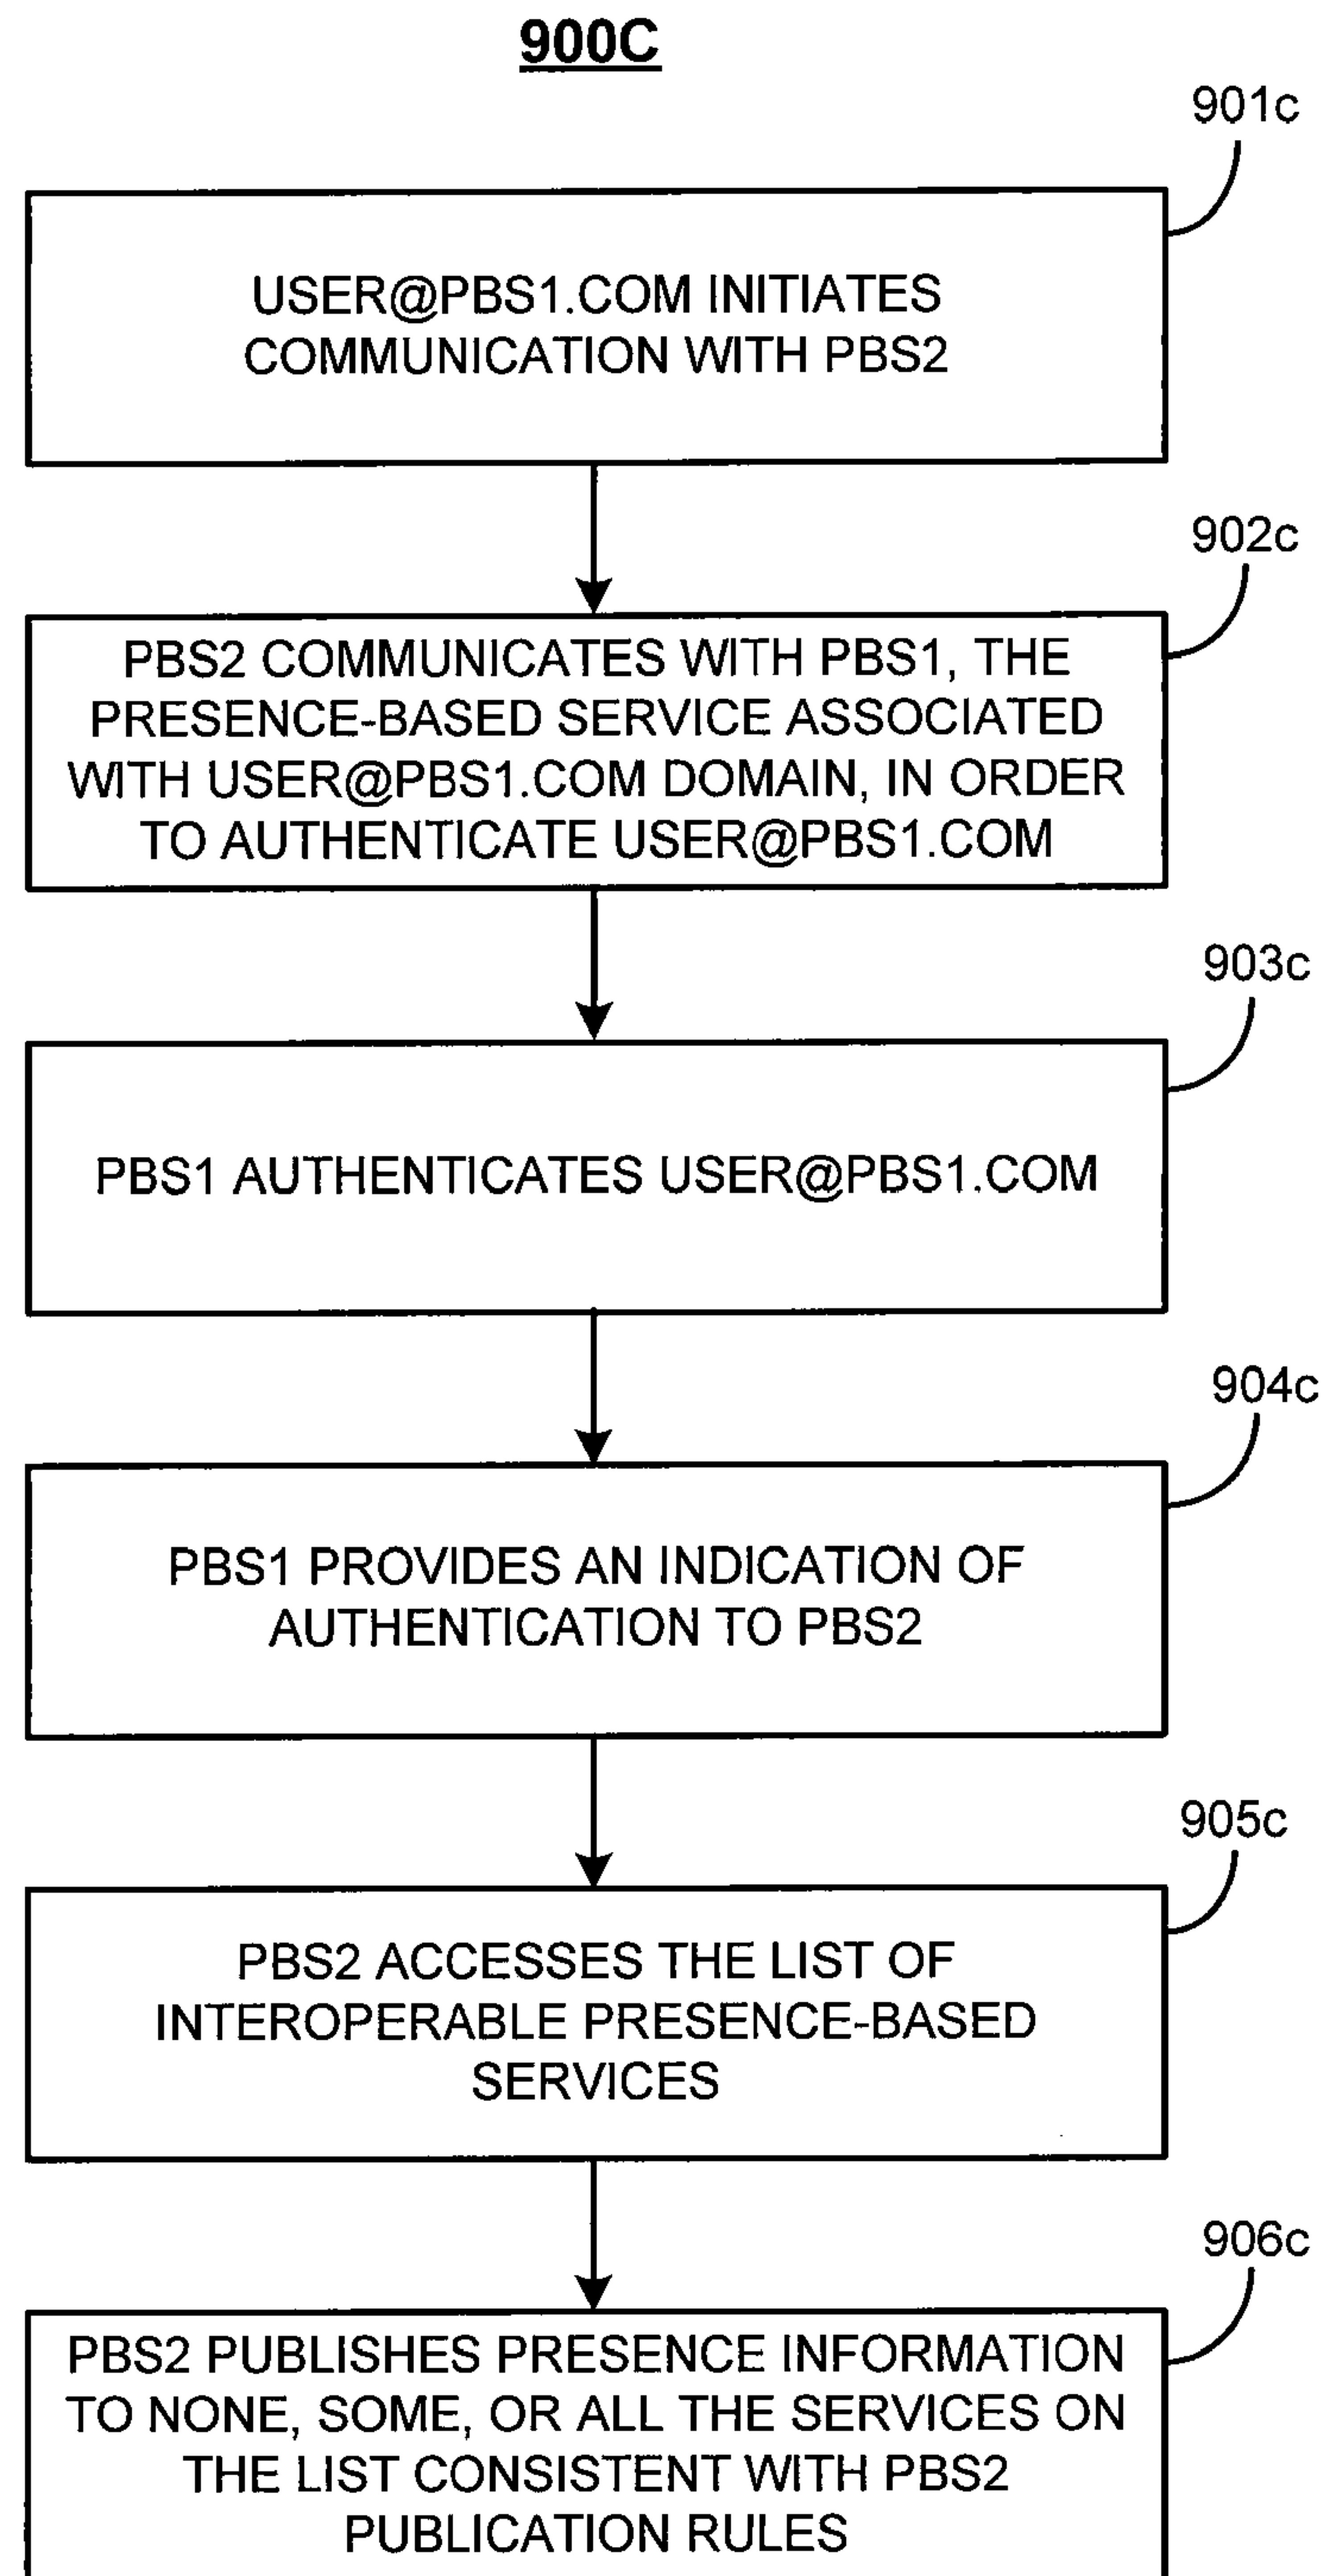 900C
901c
USER@PBS1.COM INITIATES
COMMUNICATION WITH PBS2
902c
PBS2 COMMUNICATES WITH PBS1, THE
PRESENCE-BASED SERVICE ASSOCIATED
WITH USER@PBS1.COM DOMAIN, IN ORDER
TO AUTHENTICATE USER@PBS1.COM
903c
PBS1 AUTHENTICATES USER@PBS1.COM
904c
PBS1 PROVIDES AN INDICATION OF
AUTHENTICATION TO PBS2
905c
PBS2 ACCESSES THE LIST OF
INTEROPERABLE PRESENCE-BASED
SERVICES
906c
PBS2 PUBLISHES PRESENCE INFORMATION
TO NONE, SOME, OR ALL THE SERVICES ON
THE LIST CONSISTENT WITH PBS2
PUBLICATION RULES